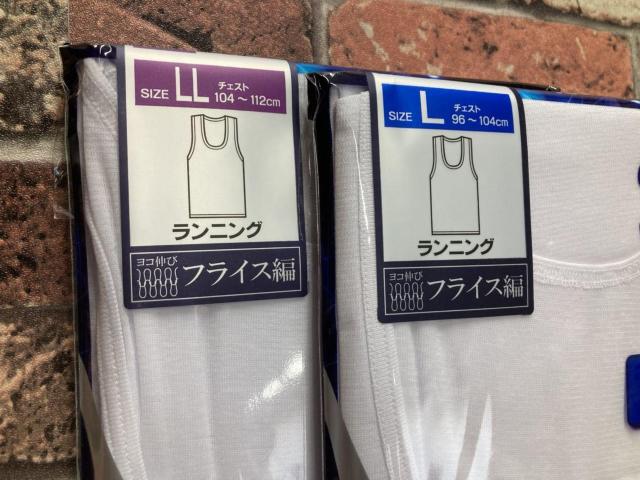 SIZE LL チェスト 104～112cm
ランニング
ヨコ伸び フライス編
SIZE L チェスト 96～104cm
ランニング
ヨコ伸び フライス編